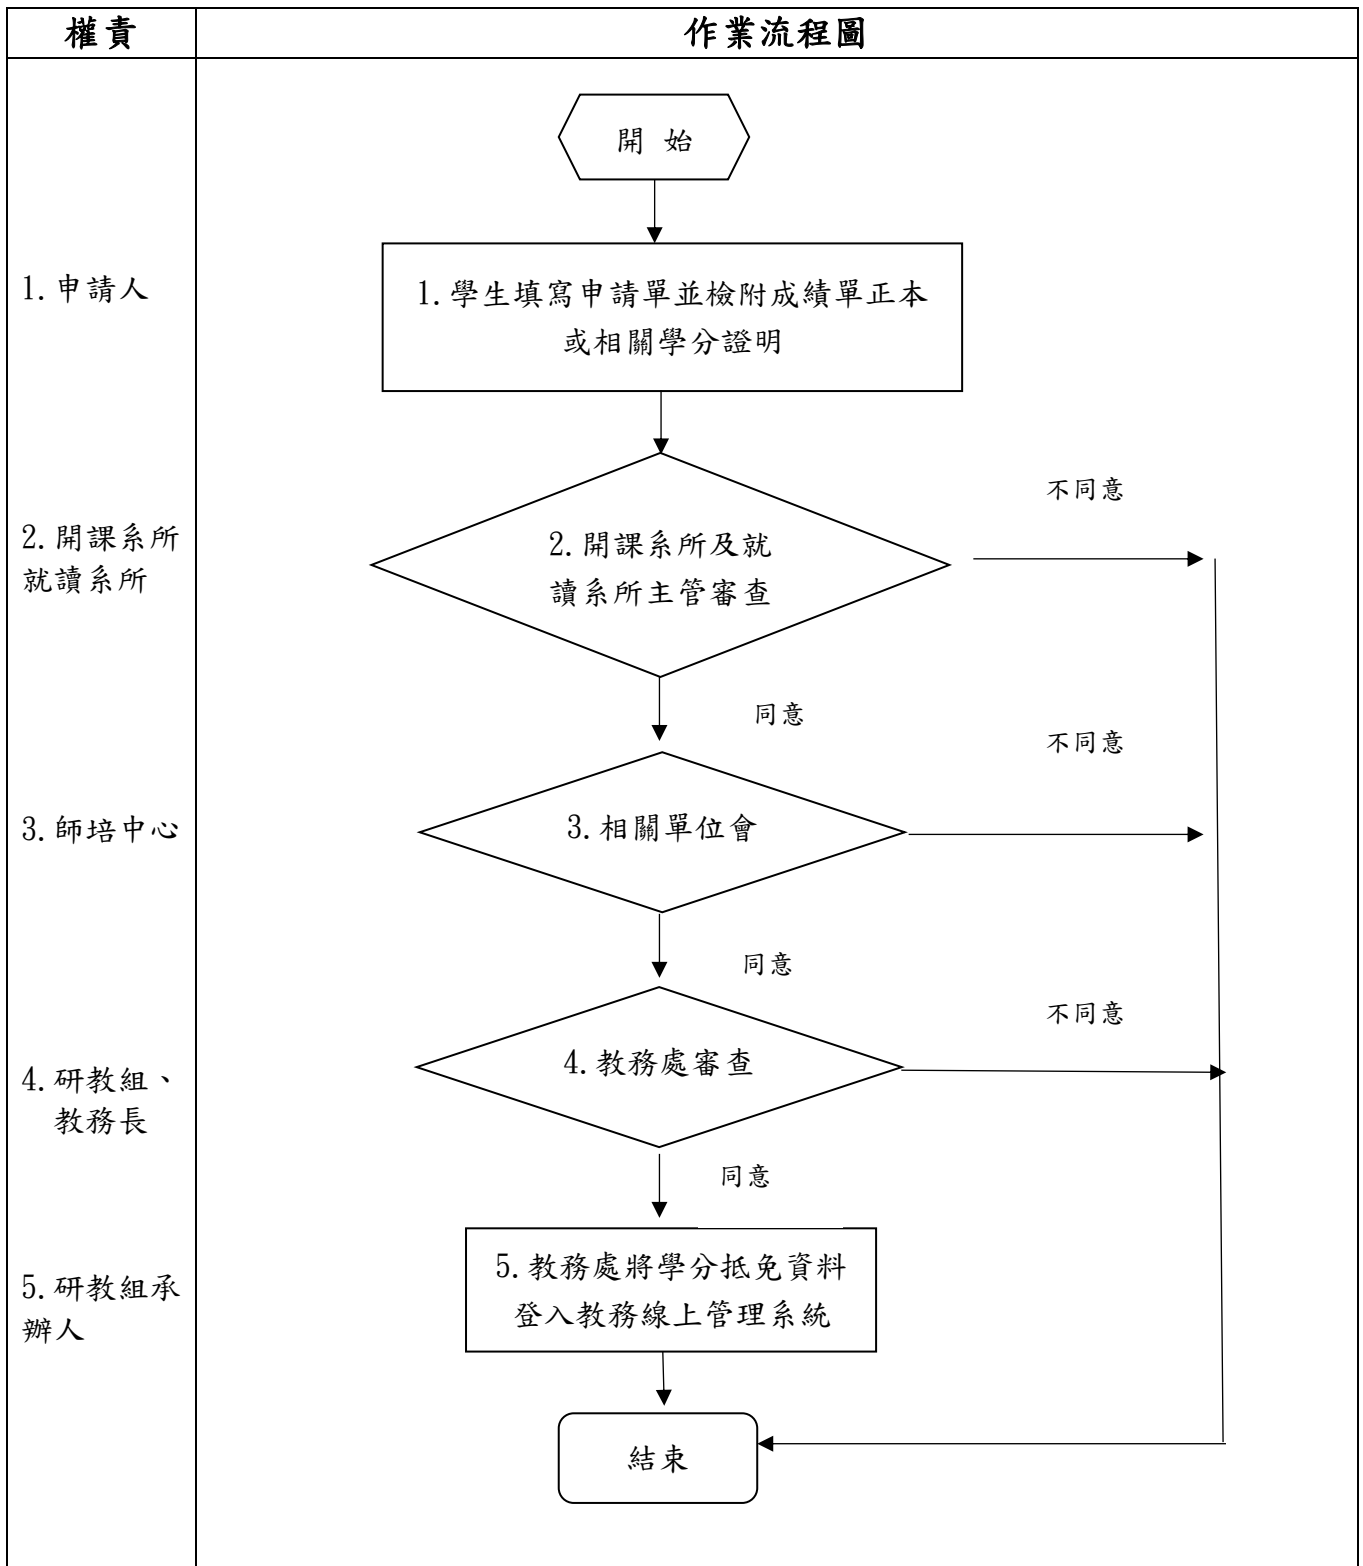 權責
作業流程圖
開 始
1.申請人
1.學生填寫申請單並檢附成績單正本
或相關學分證明
不同意
2.開課系所
就讀系所
2.開課系所及就
讀系所主管審查
同意
不同意
3.師培中心
3.相關單位會
同意
不同意
4.研教組、
教務長
4.教務處審查
同意
5.研教組承
辦人
5.教務處將學分抵免資料
登入教務線上管理系統
結束